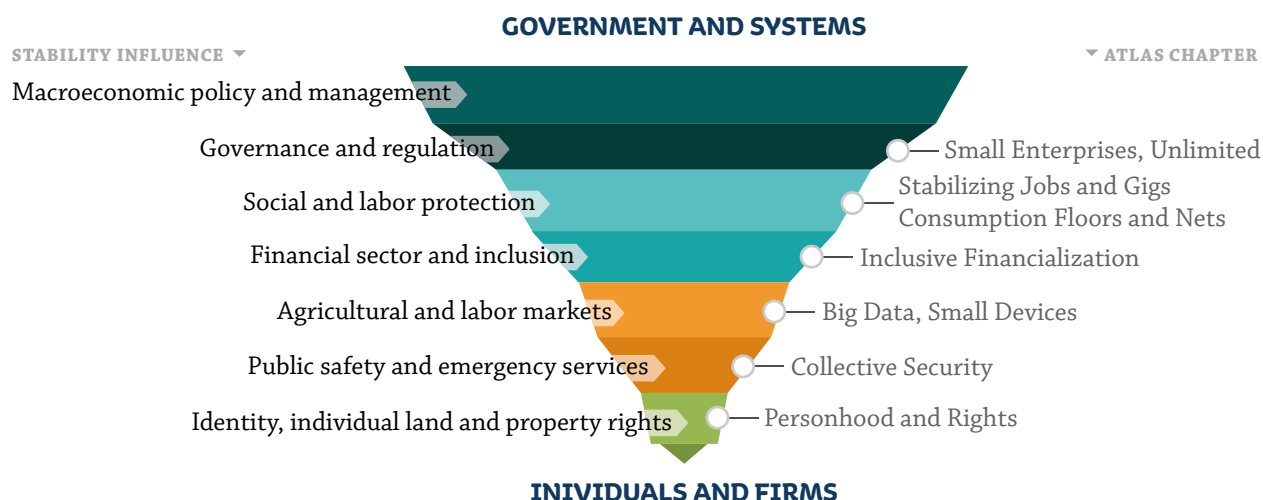 GOVERNMENT AND SYSTEMS
STABILITY INFLUENCE
ATLAS CHAPTER
Macroeconomic policy and management
Governance and regulation
Small Enterprises, Unlimited
Social and labor protection
Stabilizing Jobs and Gigs
Consumption Floors and Nets
Financial sector and inclusion
Inclusive Financialization
Agricultural and labor markets
Big Data, Small Devices
Public safety and emergency services
Collective Security
Identity, individual land and property rights
Personhood and Rights
INIVIDUALS AND FIRMS